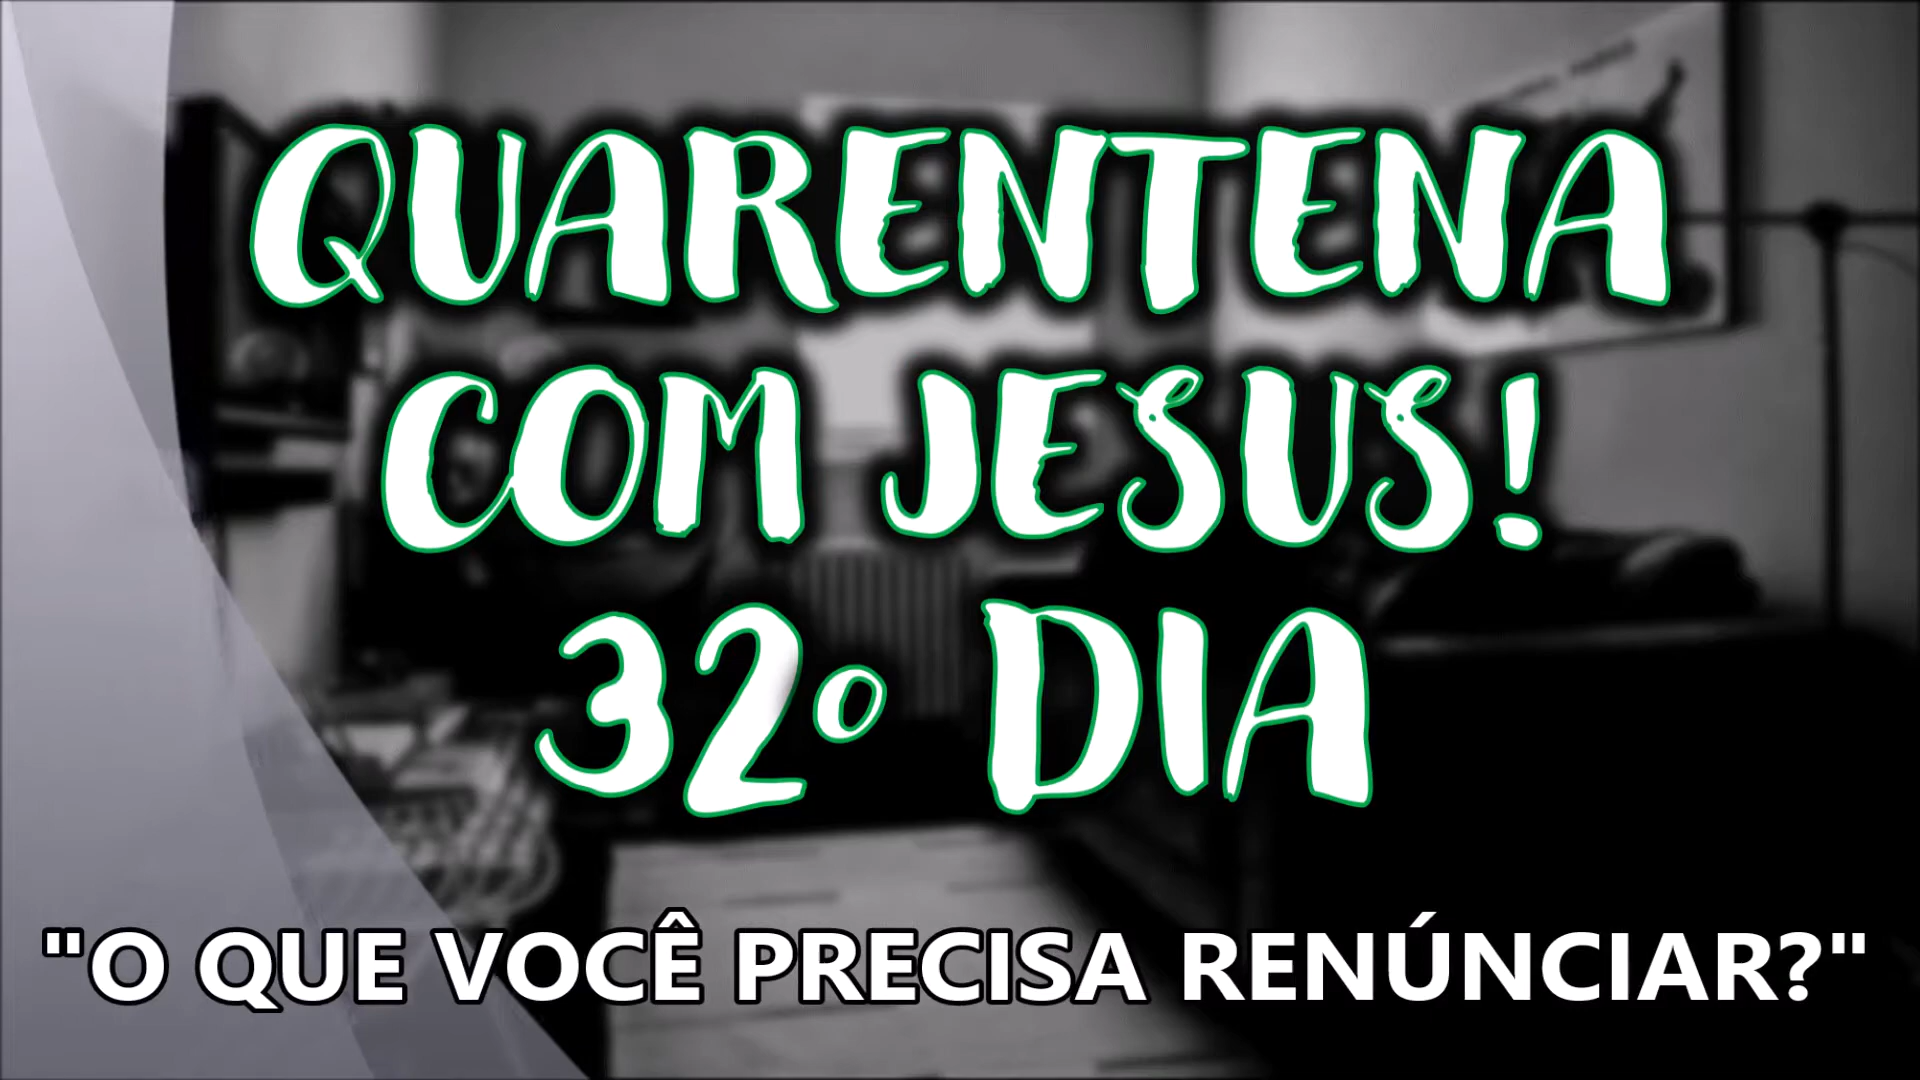 QUARENTENA
COM JESUS!
32º DIA
"O QUE VOCÊ PRECISA RENÚNCIAR?"